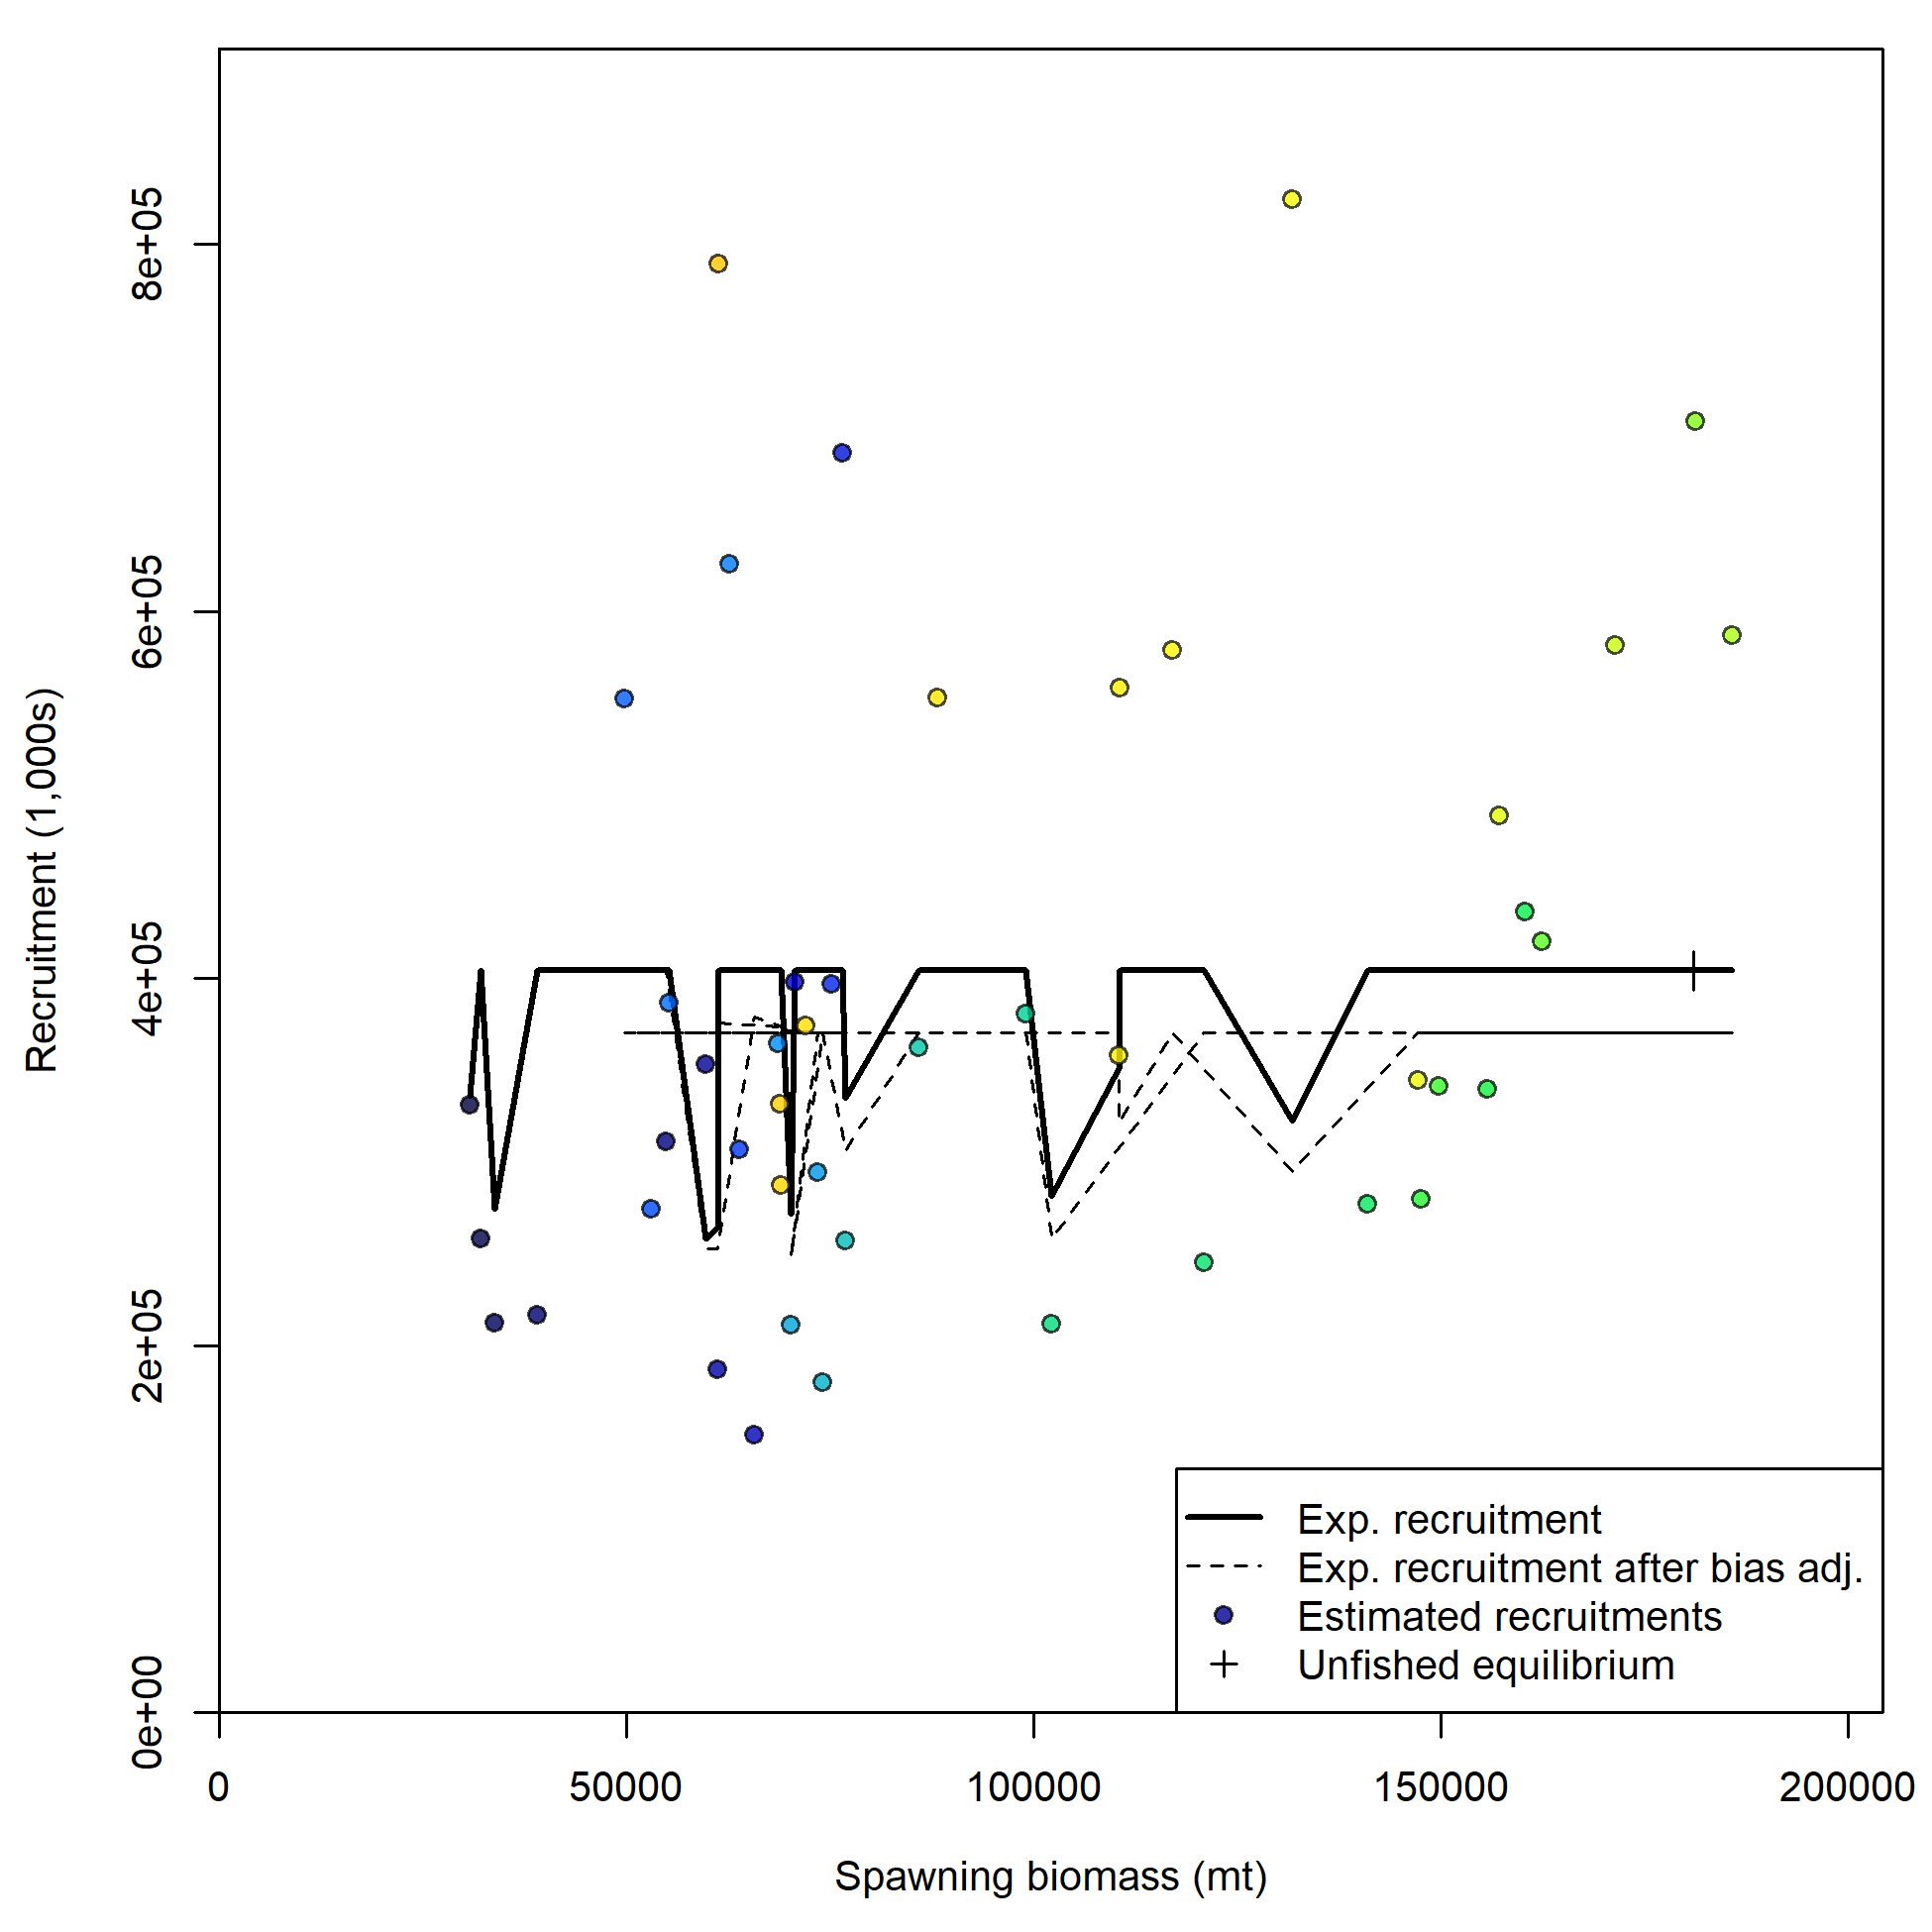 8e+05
6e+05
4e+05
2e+05
0e+00
Recruitment (1,000s)
0
50000
100000
150000
200000
Spawning biomass (mt)
Exp. recruitment
Exp. recruitment after bias adj.
Estimated recruitments
Unfished equilibrium